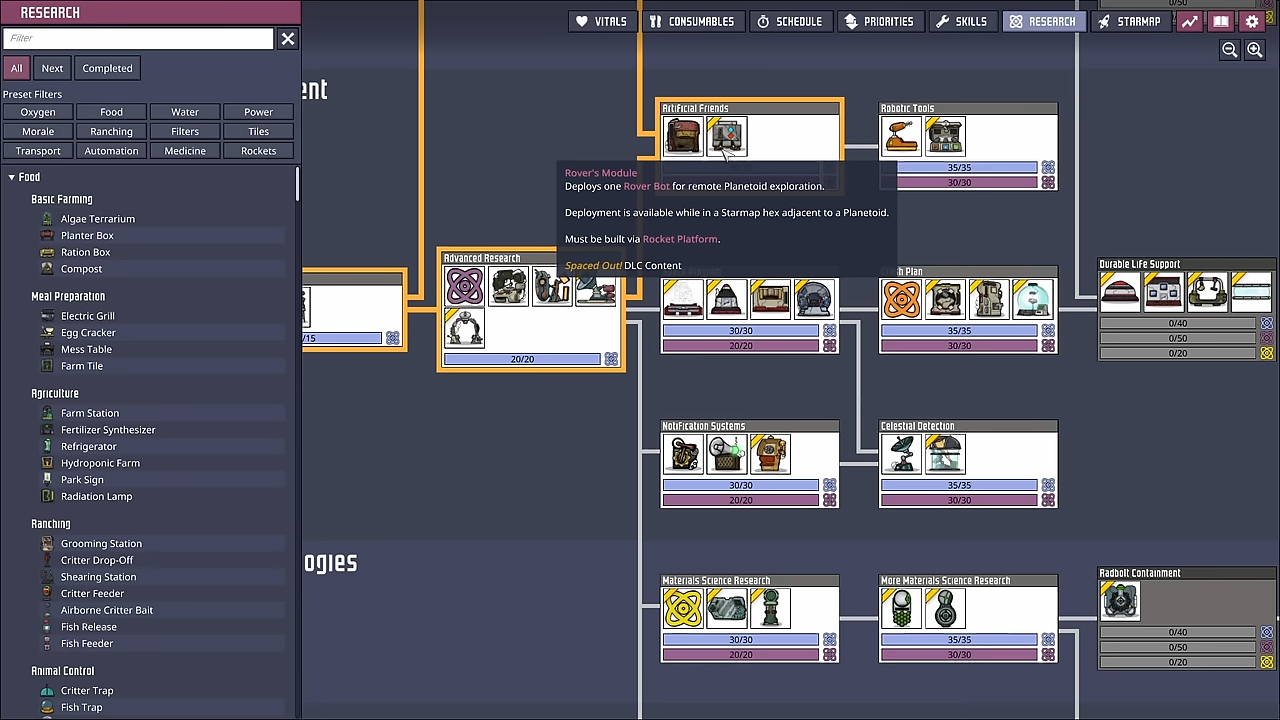 RESEARCH
VITALS
CONSUMABLES
SCHEDULE
PRIORITIES
SKILLS
RESEARCH
STARMAP
0/50
Filter
All
Next
Completed
Preset Filters
Oxygen
Food
Water
Power
Morale
Ranching
Filters
Tiles
Transport
Automation
Medicine
Rockets
Food
Basic Farming
Algae Terrarium
Planter Box
Ration Box
Compost
Meal Preparation
Electric Grill
Egg Cracker
Mess Table
Farm Tile
Agriculture
Farm Station
Fertilizer Synthesizer
Refrigerator
Hydroponic Farm
Park Sign
Radiation Lamp
Ranching
Grooming Station
Critter Drop-Off
Shearing Station
Critter Feeder
Airborne Critter Bait
Fish Release
Fish Feeder
Animal Control
Critter Trap
Fish Trap
ent
Artificial Friends
Robotic Tools
35/35
30/30
Rover's Module
Deploys one Rover Bot for remote Planetoid exploration.
Deployment is available while in a Starmap hex adjacent to a Planetoid.
Must be built via Rocket Platform.
Spaced Out! DLC Content
/15
Advanced Research
20/20
30/30
20/20
Plan
35/35
30/30
Durable Life Support
0/40
0/50
0/20
Notification Systems
30/30
20/20
Celestial Detection
35/35
30/30
ogies
Materials Science Research
30/30
20/20
More Materials Science Research
35/35
30/30
Radbolt Containment
0/40
0/50
0/20